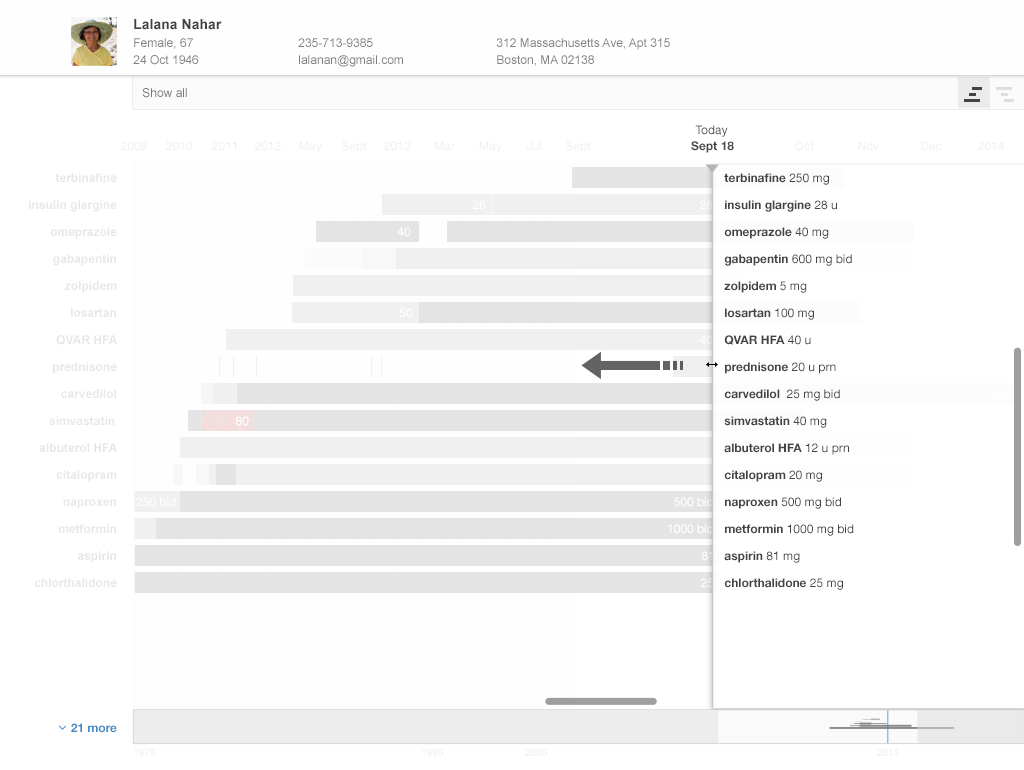 Lalana Nahar
Female, 67 235-713-9385 312 Massachusetts Ave, Apt 315
24 Oct 1946 lalanan@gmail.com Boston, MA 02138
Show all
Today
2009 2010 2011 2012 May Sept 2013 Mar May Jul Sept Sept 18 Oct Nov Dec 2014
terbinafine terbinafine 250 mg
insulin glargine 26 28 insulin glargine 28 u
omeprazole 40 omeprazole 40 mg
gabapentin gabapentin 600 mg bid
zolpidem zolpidem 5 mg
losartan 50 losartan 100 mg
QVAR HFA 40 QVAR HFA 40 u
prednisone prednisone 20 u prn
carvedilol carvedilol 25 mg bid
simvastatin 80 simvastatin 40 mg
albuterol HFA albuterol HFA 12 u prn
citalopram citalopram 20 mg
naproxen 250 bid 500 bid naproxen 500 mg bid
metformin 1000 bid metformin 1000 mg bid
aspirin 81 aspirin 81 mg
chlorthalidone 25 chlorthalidone 25 mg
21 more
1978 1990 2000 2013